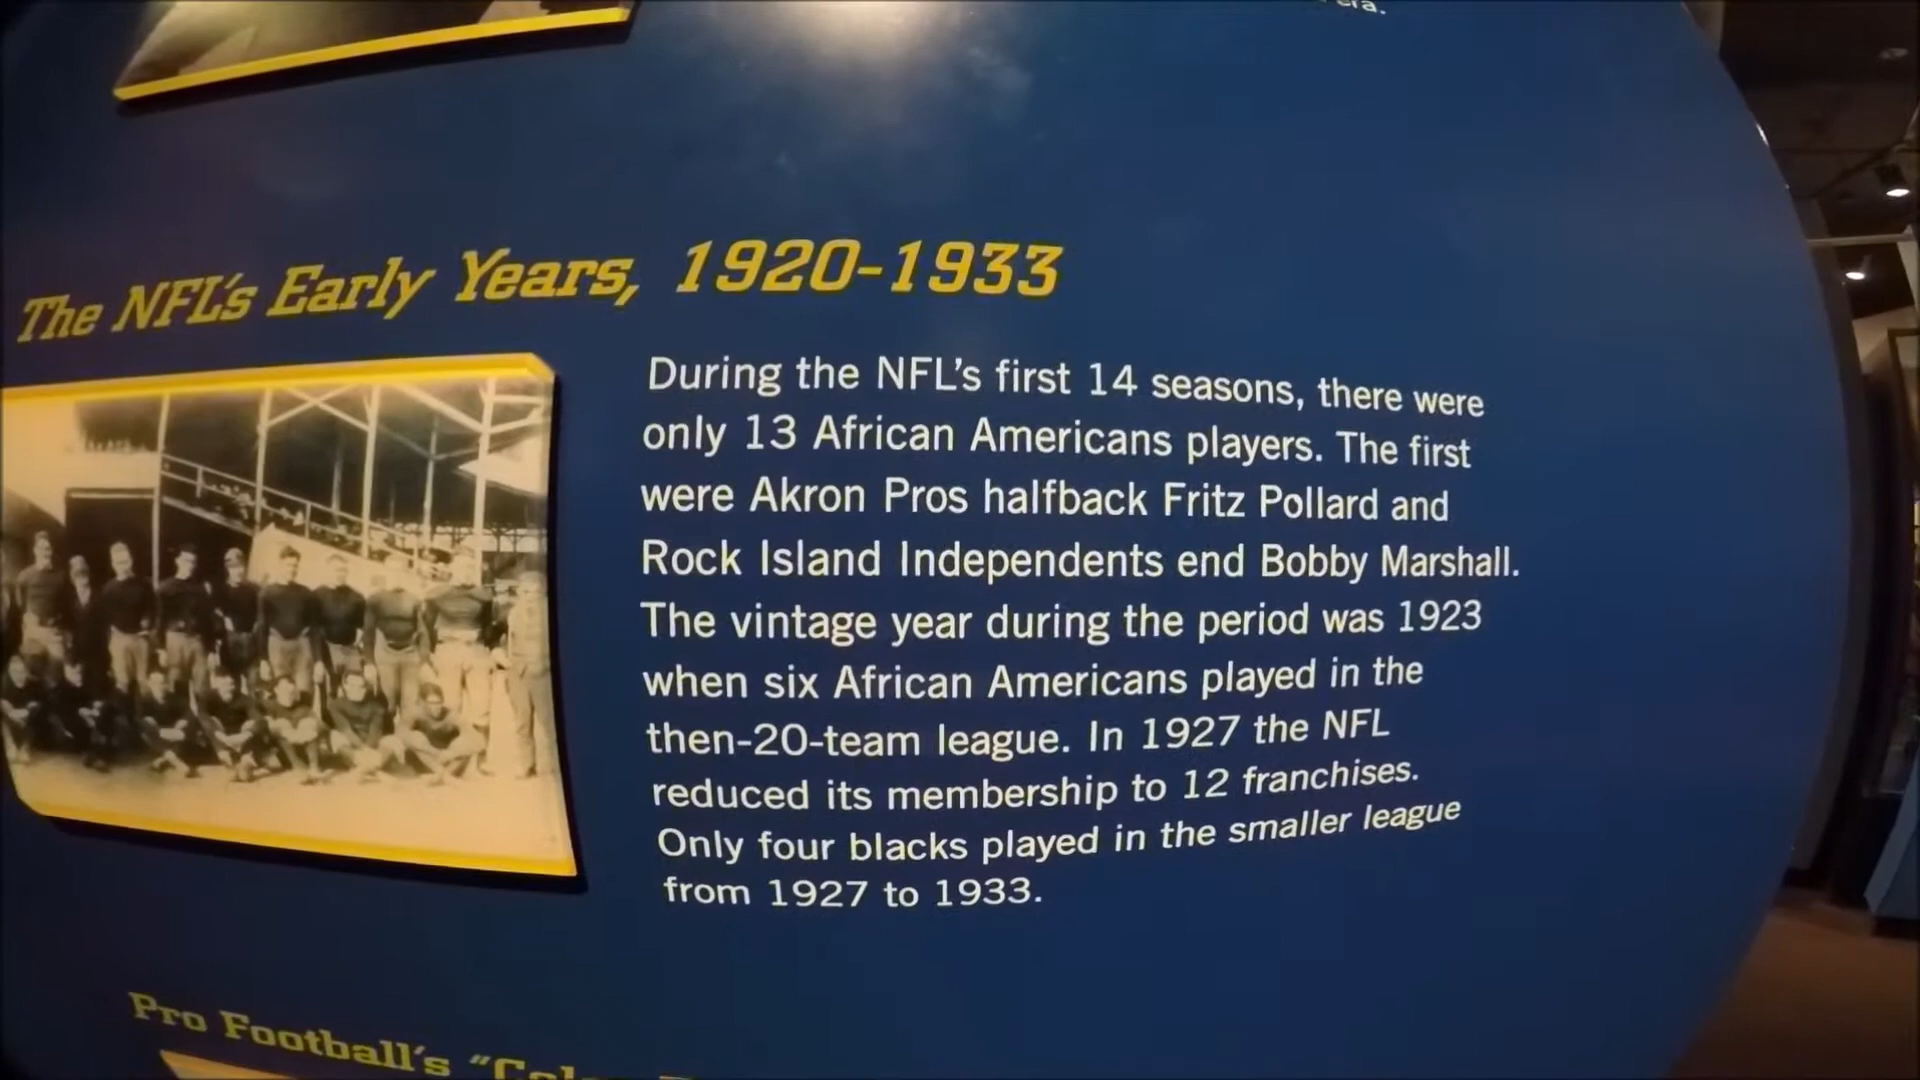 era.
The NFL's Early Years, 1920-1933
During the NFL's first 14 seasons, there were
only 13 African Americans players. The first
were Akron Pros halfback Fritz Pollard and
Rock Island Independents end Bobby Marshall.
The vintage year during the period was 1923
when six African Americans played in the
then-20-team league. In 1927 the NFL
reduced its membership to 12 franchises.
Only four blacks played in the smaller league
from 1927 to 1933.
Pro Football's